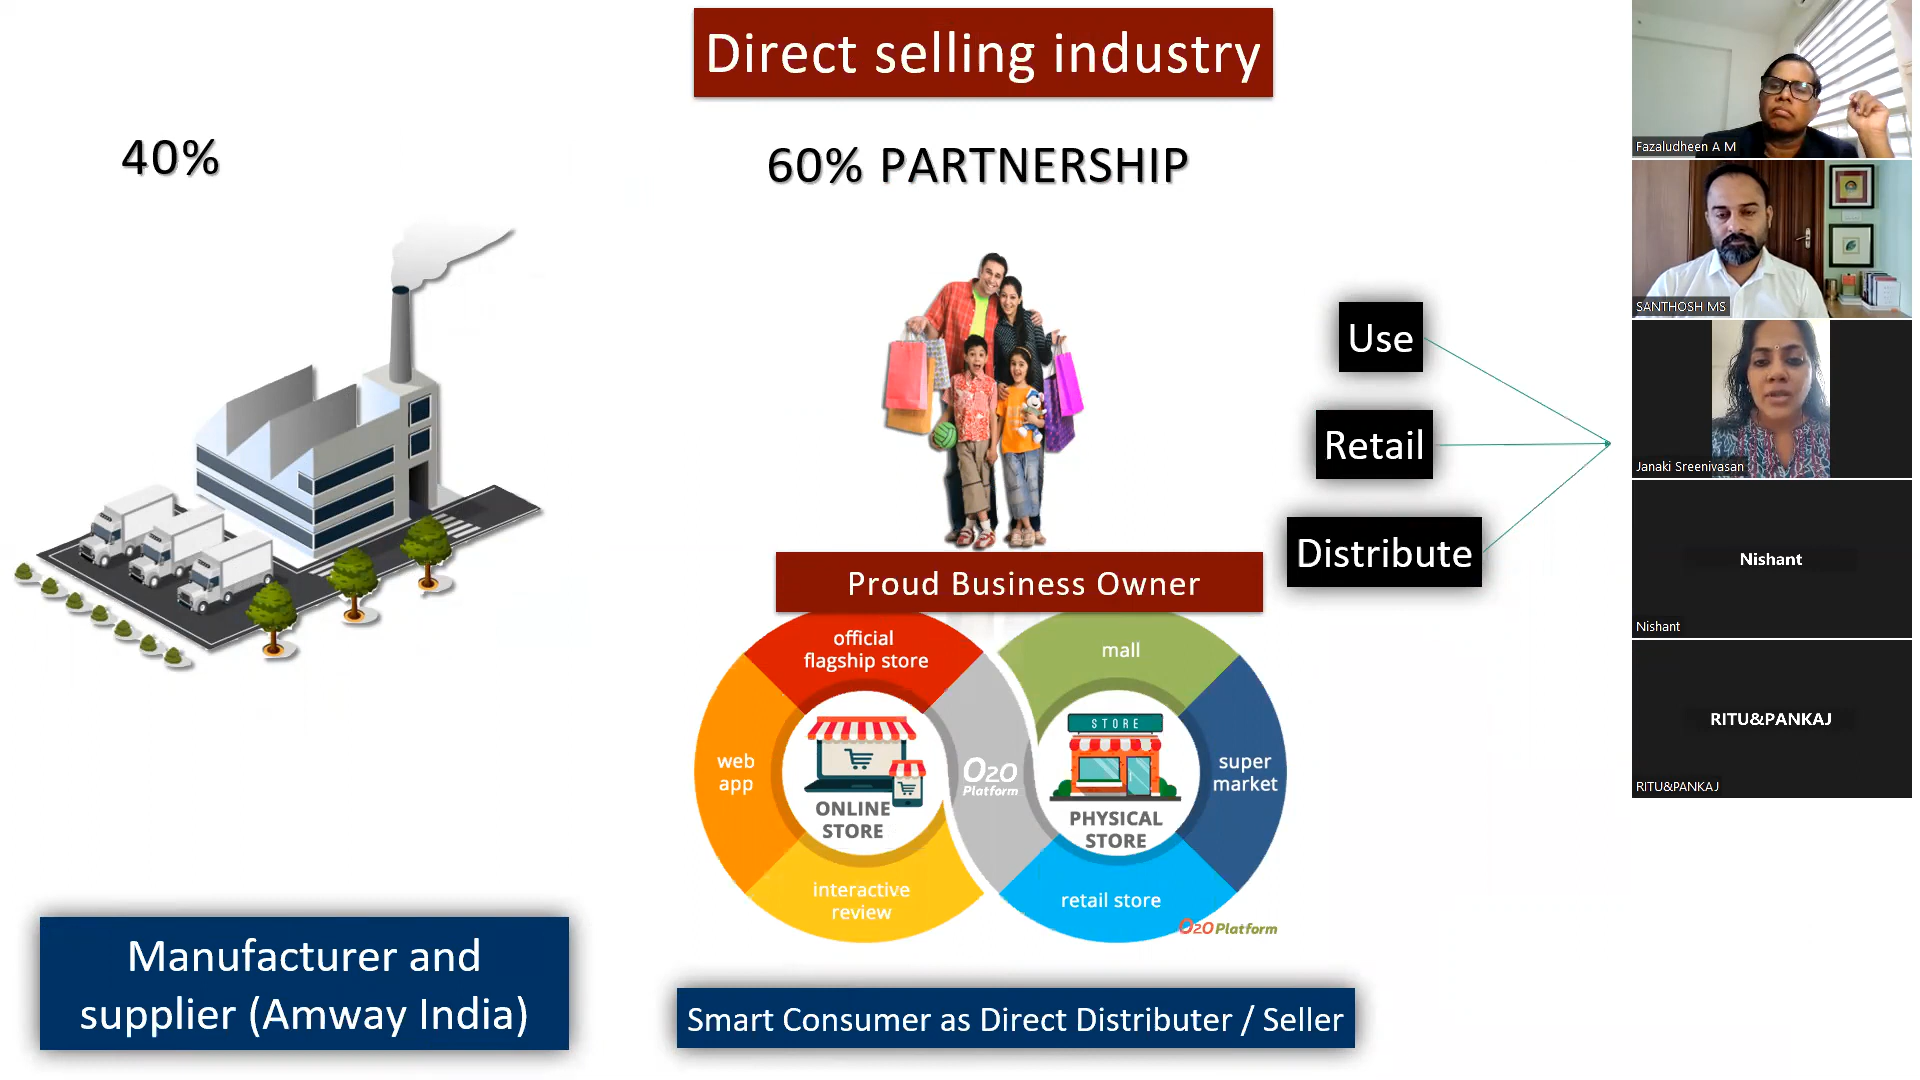 Direct selling industry
40%
60% PARTNERSHIP
Use
Retail
Distribute
Proud Business Owner
official
flagship store
web
app
ONLINE
STORE
interactive
review
O2O
Platform
mall
STORE
PHYSICAL
STORE
super
market
retail store
O2O Platform
Manufacturer and
supplier (Amway India)
Smart Consumer as Direct Distributer / Seller
Fazaludheen A M
SANTHOSH MS
Janaki Sreenivasan
Nishant
Nishant
RITU&PANKAJ
RITU&PANKAJ